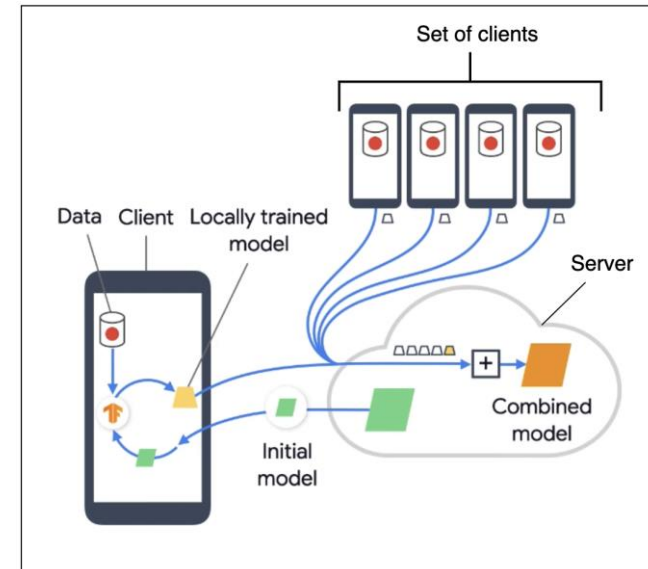 Set of clients
Data
Client
Locally trained
model
Server
+
Combined
model
Initial
model